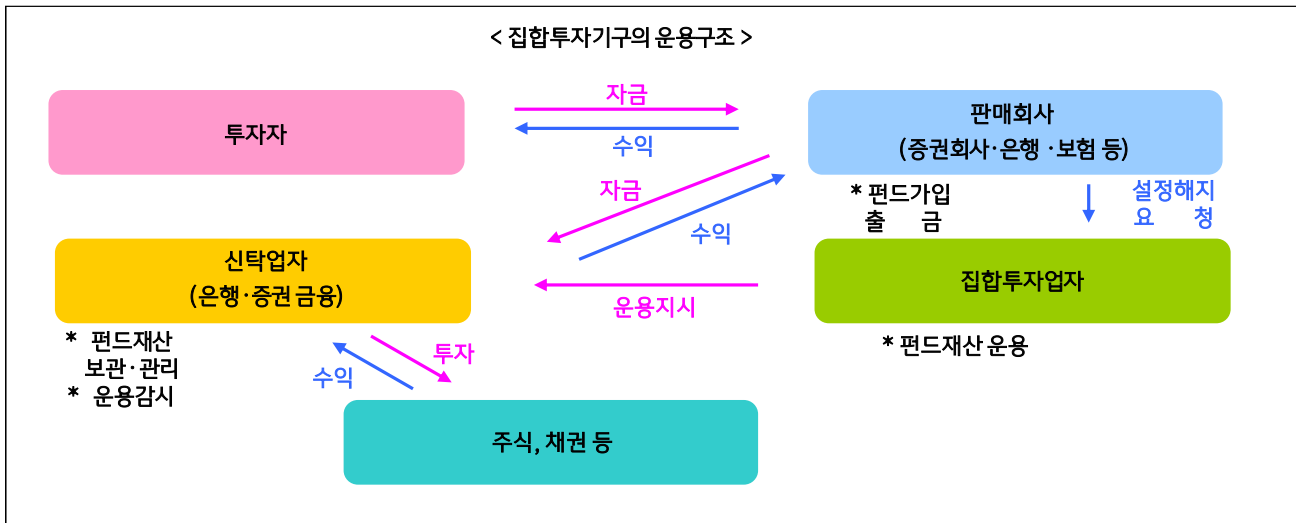 < 집합투자기구의 운용구조 >
자금
투자자
수익
판매회사
(증권회사·은행 ·보험 등)
자금
수익
* 펀드가입
출 금
설정해지
요 청
신탁업자
(은행·증권 금융)
운용지시
집합투자업자
* 펀드재산
보관·관리
* 운용감시
투자
수익
* 펀드재산 운용
주식, 채권 등